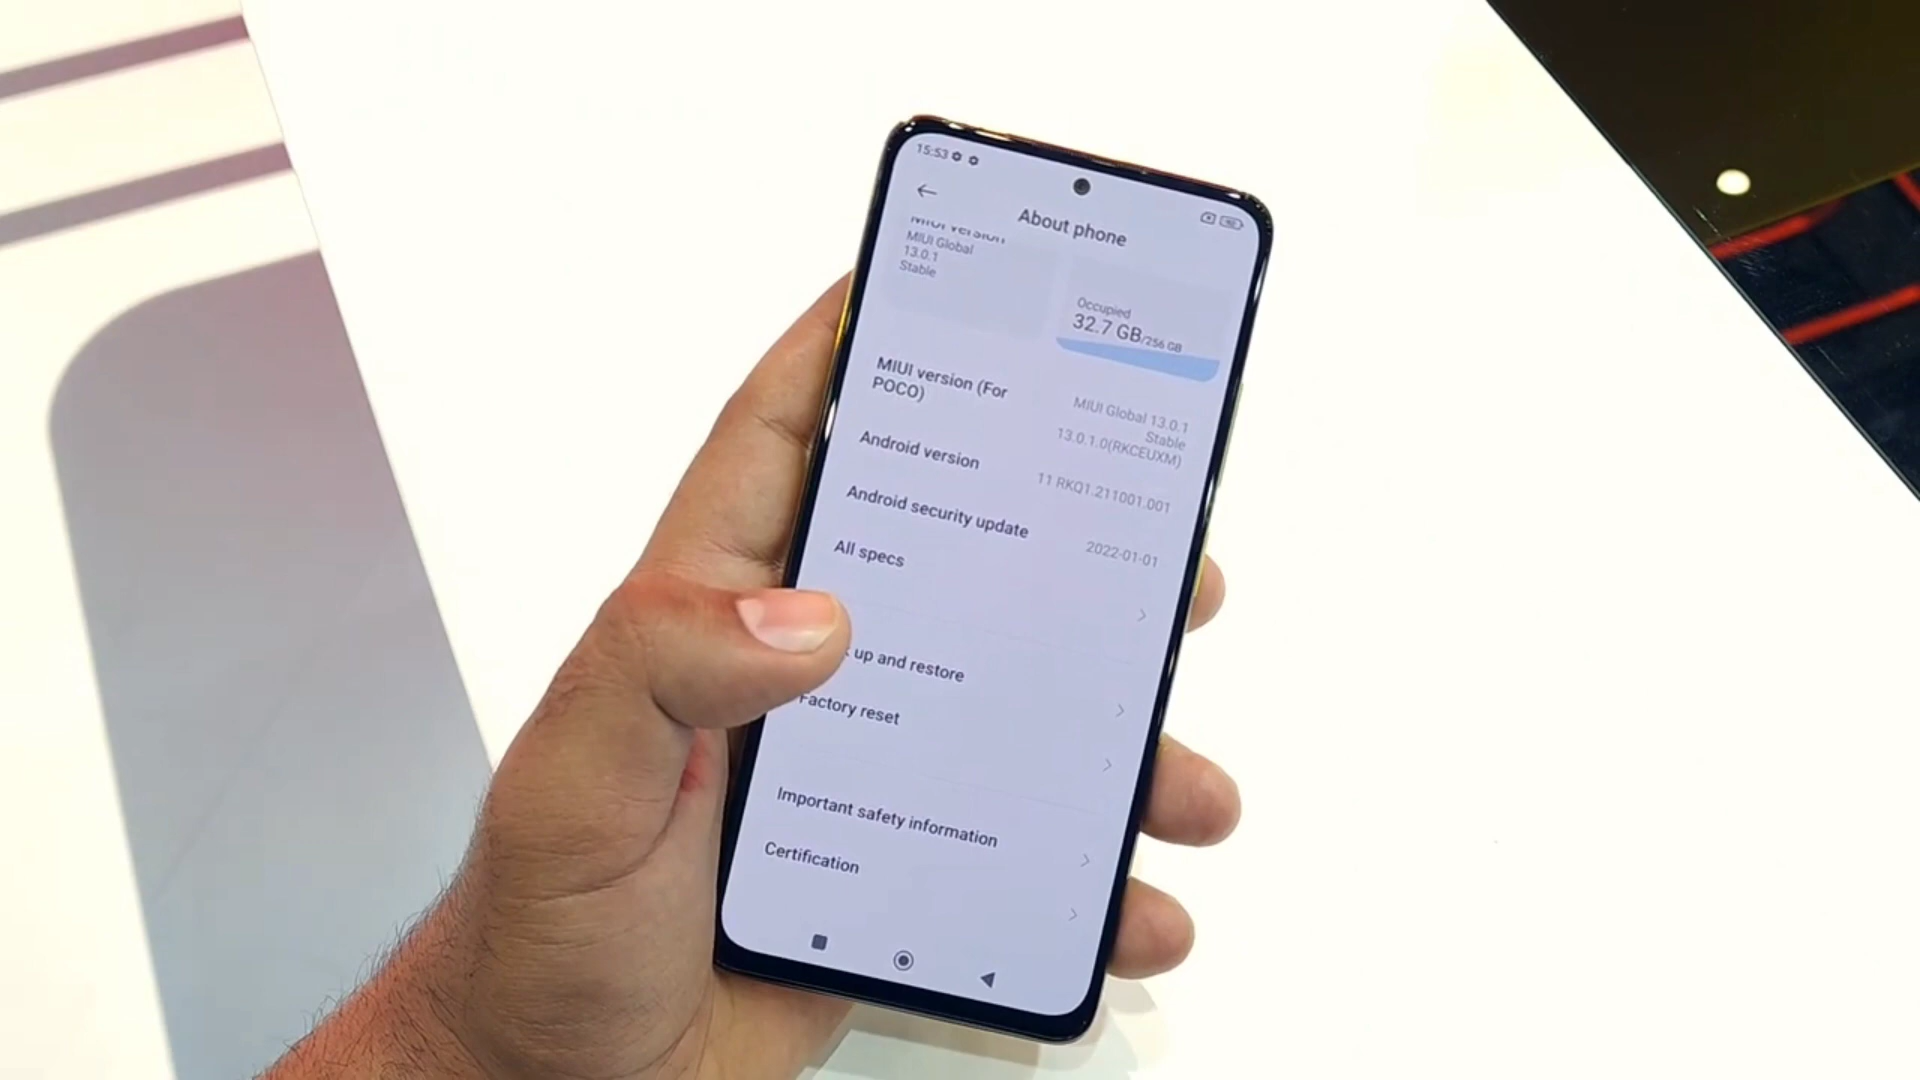 15:53
About phone
MIUI version
MIUI Global
13.0.1
Stable
Occupied
32.7 GB/256 GB
MIUI version (For
POCO)
MIUI Global 13.0.1
Stable
13.0.1.0(RKCEUXM)
Android version
11 RKQ1.211001.001
Android security update
2022-01-01
All specs
up and restore
Factory reset
Important safety information
Certification